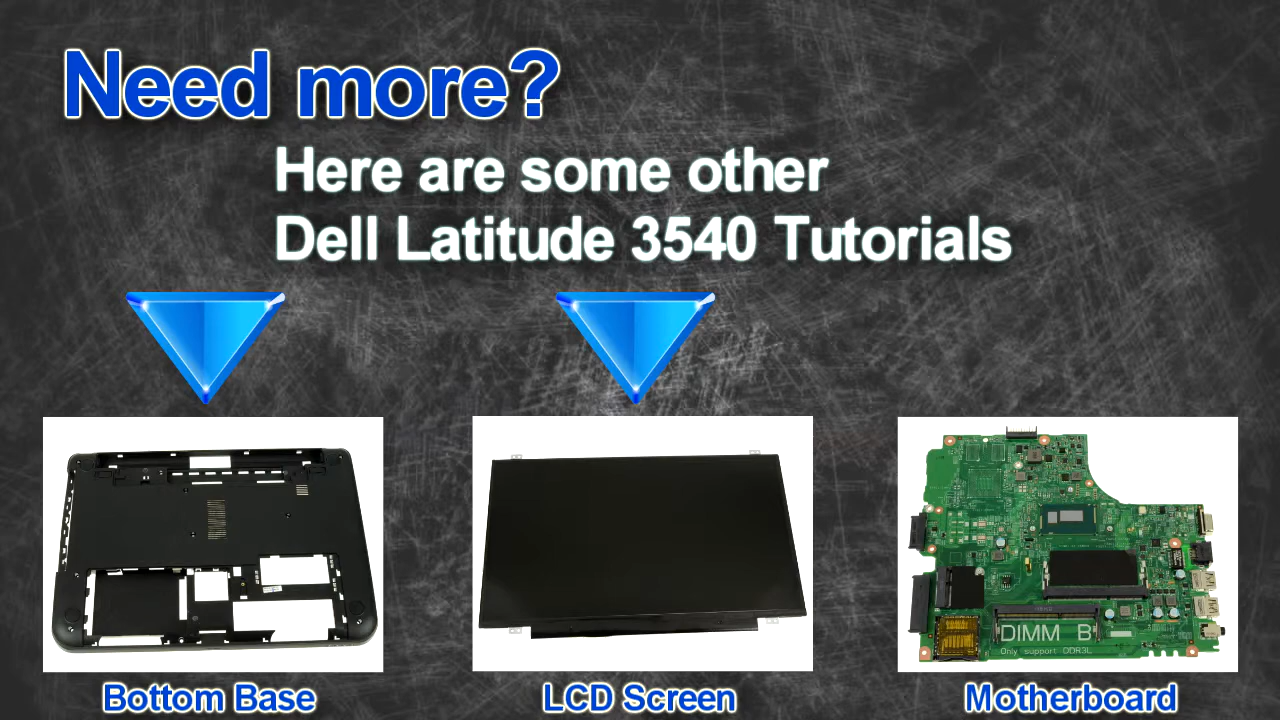 Need more?
Here are some other
Dell Latitude 3540 Tutorials
DIMM B
Only support DDR3L
Bottom Base
LCD Screen
Motherboard